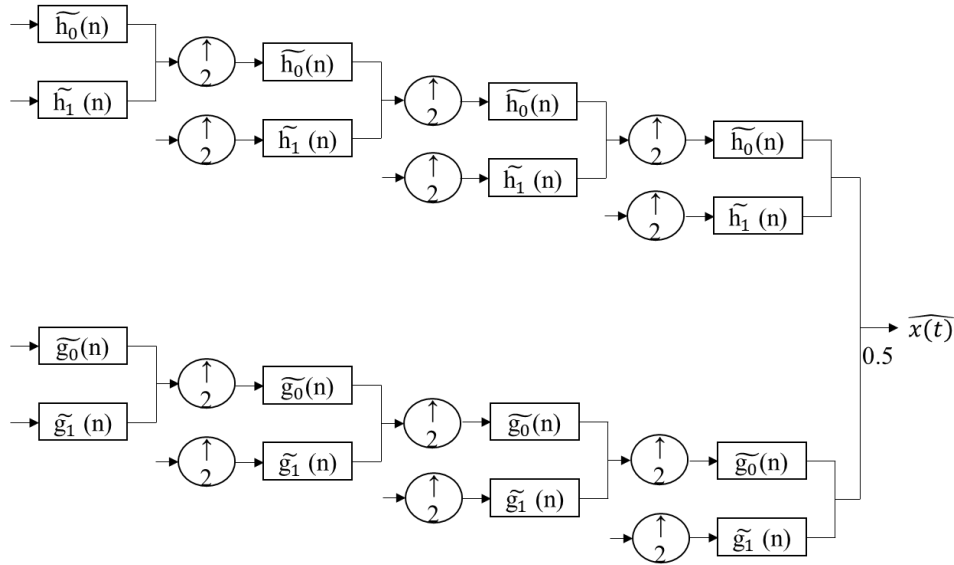 h̃₀(n)
↑
2
h̃₀(n)
h̃₁ (n)
↑
2
h̃₀(n)
↑
2
h̃₁ (n)
↑
2
h̃₀(n)
↑
2
h̃₁ (n)
↑
2
h̃₁ (n)
x̂(t)
0.5
g̃₀(n)
↑
2
g̃₀(n)
g̃₁ (n)
↑
2
g̃₀(n)
↑
2
g̃₁ (n)
↑
2
g̃₀(n)
↑
2
g̃₁ (n)
↑
2
g̃₁ (n)